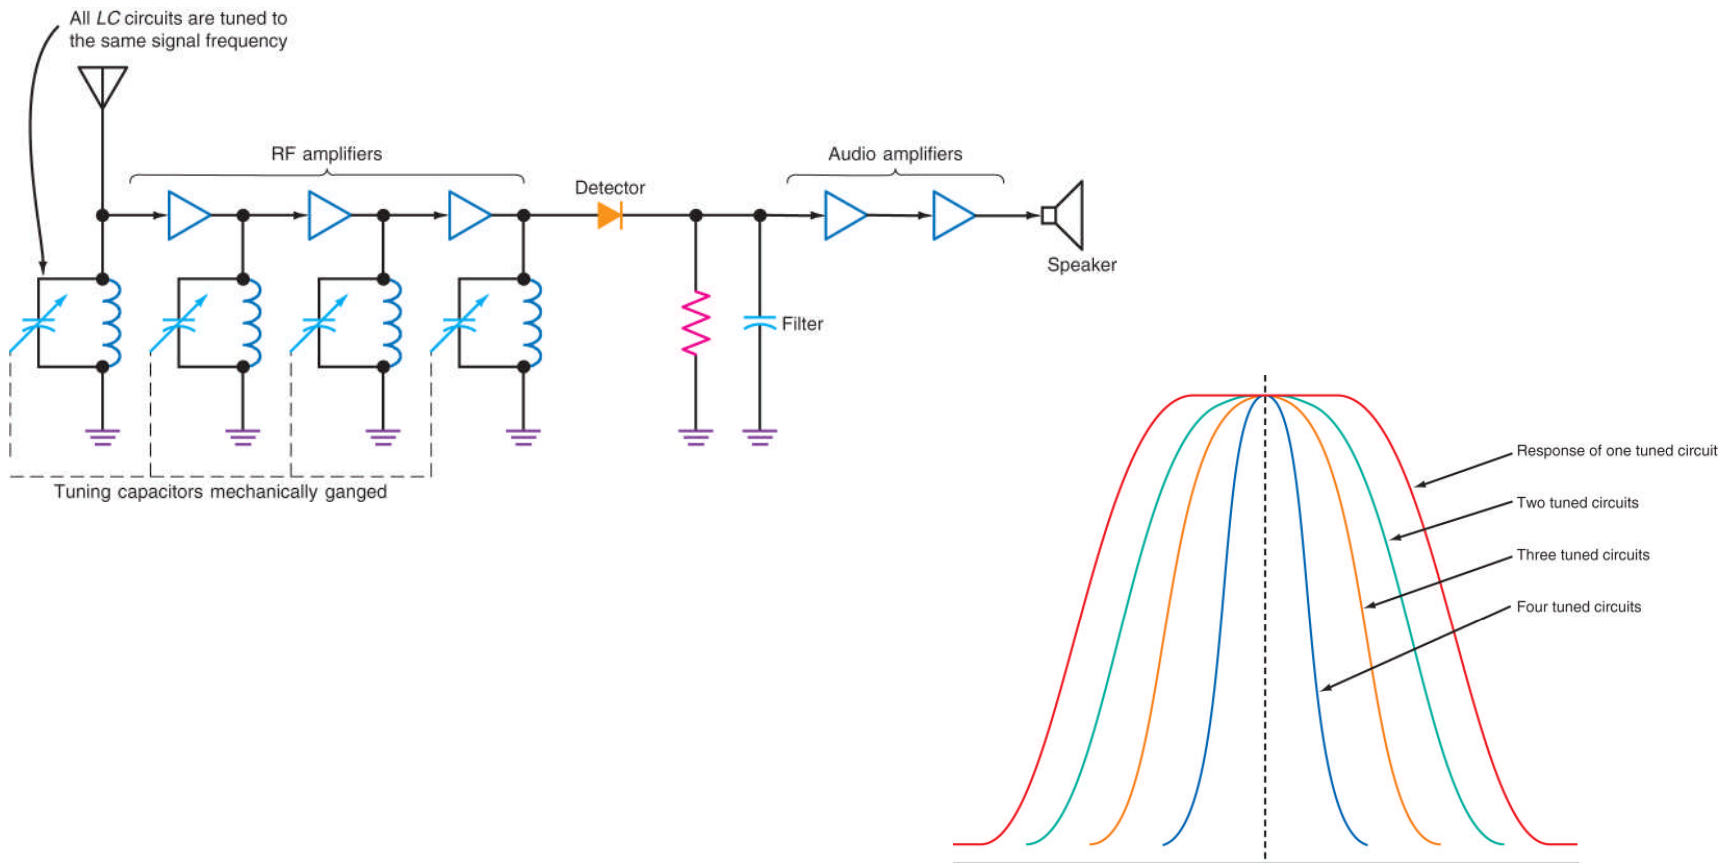 All LC circuits are tuned to
the same signal frequency
RF amplifiers
Detector
Audio amplifiers
Speaker
Filter
Tuning capacitors mechanically ganged
Response of one tuned circuit
Two tuned circuits
Three tuned circuits
Four tuned circuits